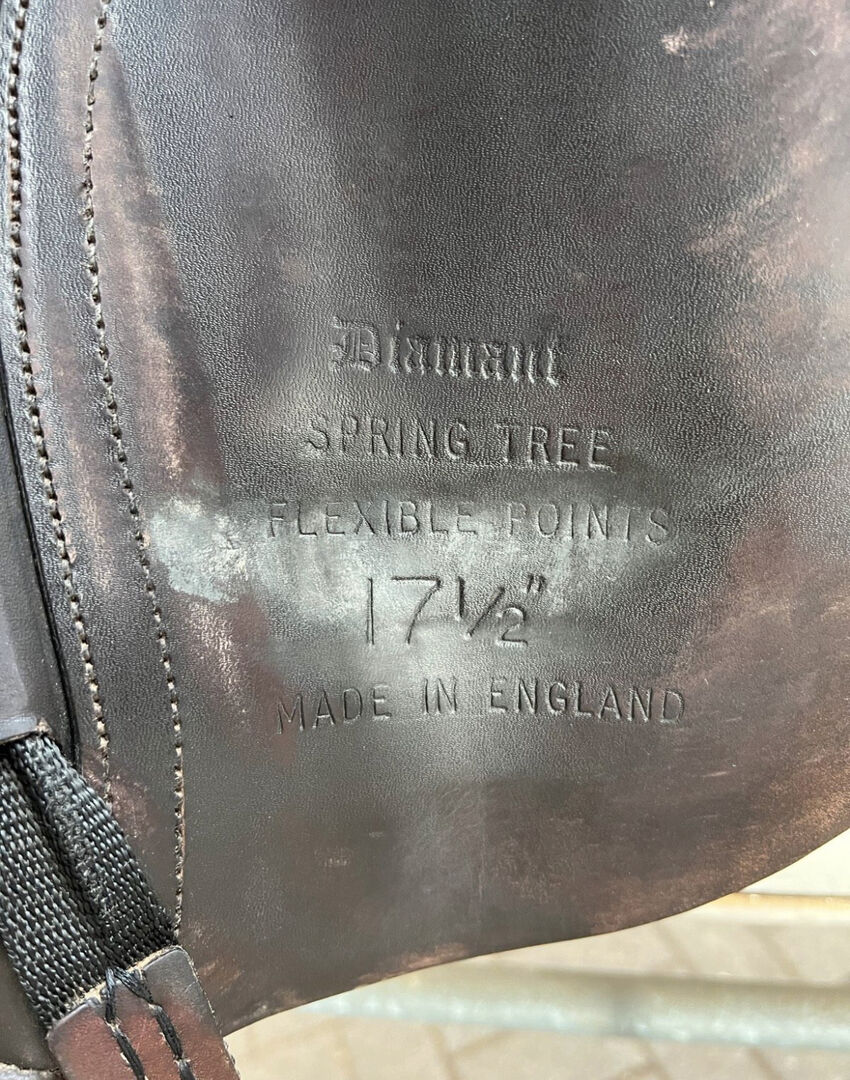 Diamant
SPRING TREE
FLEXIBLE POINTS
17½"
MADE IN ENGLAND